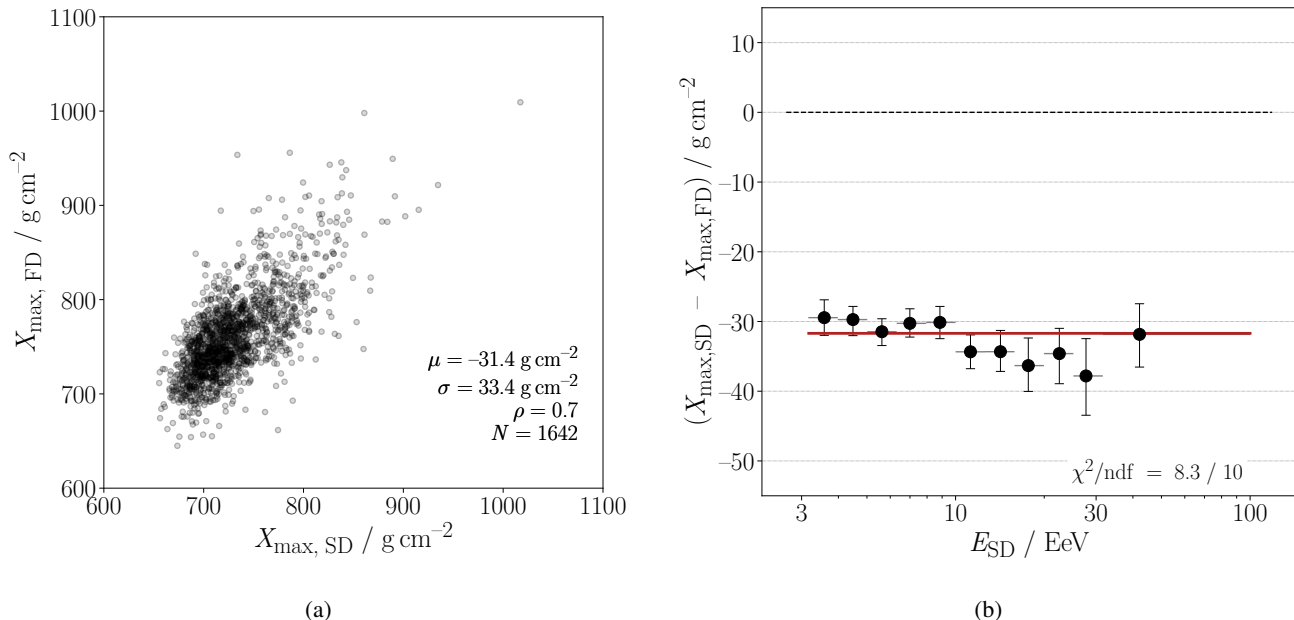 1100
1000
900
800
700
600
600 700 800 900 1000 1100
X_max, FD / g cm⁻²
X_max, SD / g cm⁻²
μ = −31.4 g cm⁻²
σ = 33.4 g cm⁻²
ρ = 0.7
N = 1642
(a)
10
0
−10
−20
−30
−40
−50
3 10 30 100
(X_max,SD − X_max,FD) / g cm⁻²
χ²/ndf = 8.3 / 10
E_SD / EeV
(b)